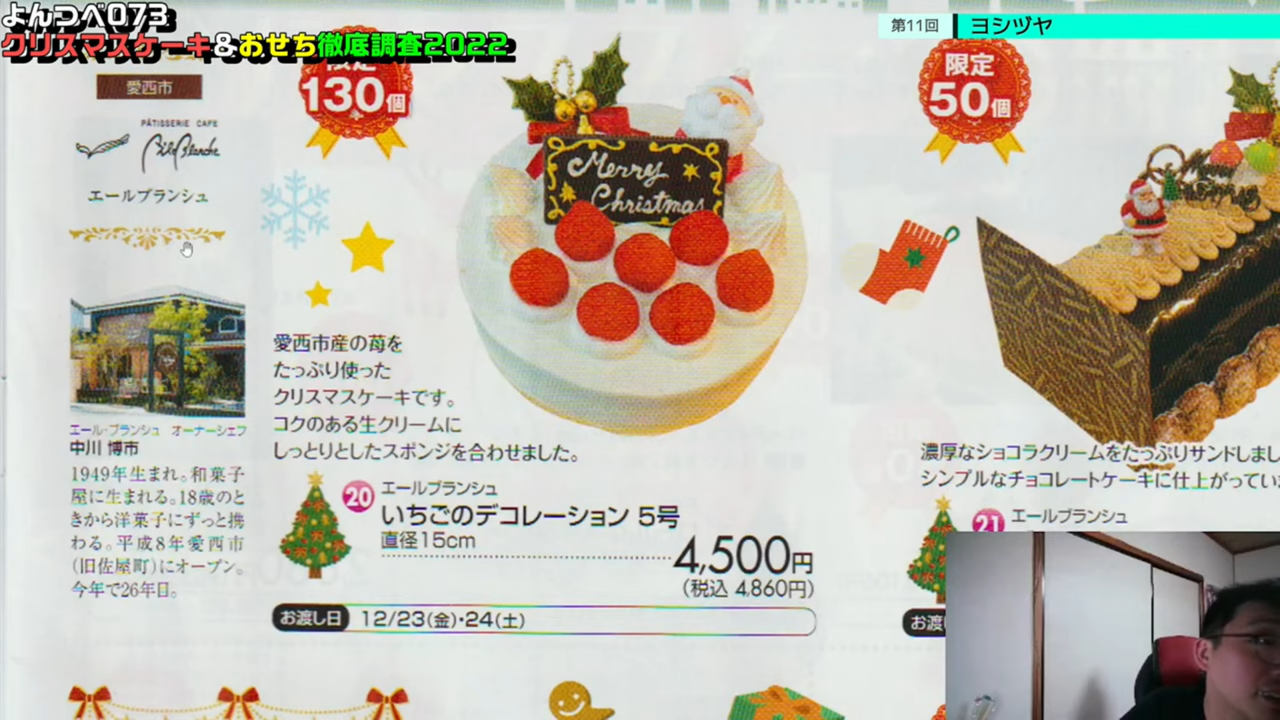 よんつべ073
クリスマスケーキ&おせち徹底調査2022
第11回 ヨシヅヤ
愛西市
PÂTISSERIE CAFE
エールブランシュ
限定
130個
限定
50個
Merry
Christmas
愛西市産の苺を
たっぷり使った
クリスマスケーキです。
コクのある生クリームに
しっとりとしたスポンジを合わせました。
エール・ブランシュ オーナーシェフ
中川 博市
1949年生まれ。和菓子
屋に生まれる。18歳のと
きから洋菓子にずっと携
わる。平成8年愛西市
(旧佐屋町)にオープン。
今年で26年目。
20 エールブランシュ
いちごのデコレーション 5号
直径15cm
4,500円
(税込 4,860円)
お渡し日 12/23(金)・24(土)
濃厚なショコラクリームをたっぷりサンドしまし
シンプルなチョコレートケーキに仕上がってい
21 エールブランシュ
お渡